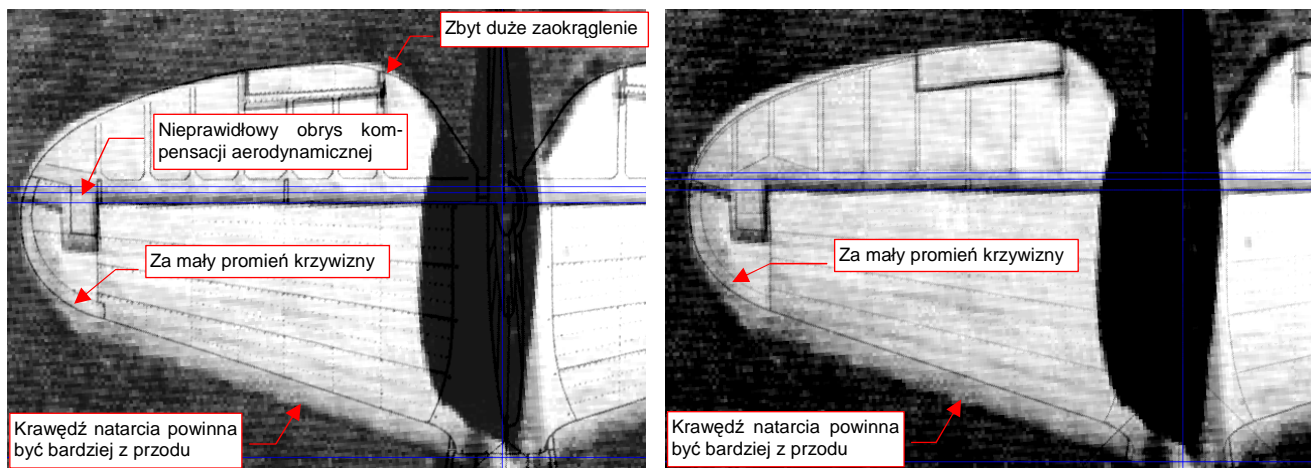 Zbyt duże zaokrąglenie
Nieprawidłowy obrys kom-
pensacji aerodynamicznej
Za mały promień krzywizny
Krawędź natarcia powinna
być bardziej z przodu
Za mały promień krzywizny
Krawędź natarcia powinna
być bardziej z przodu